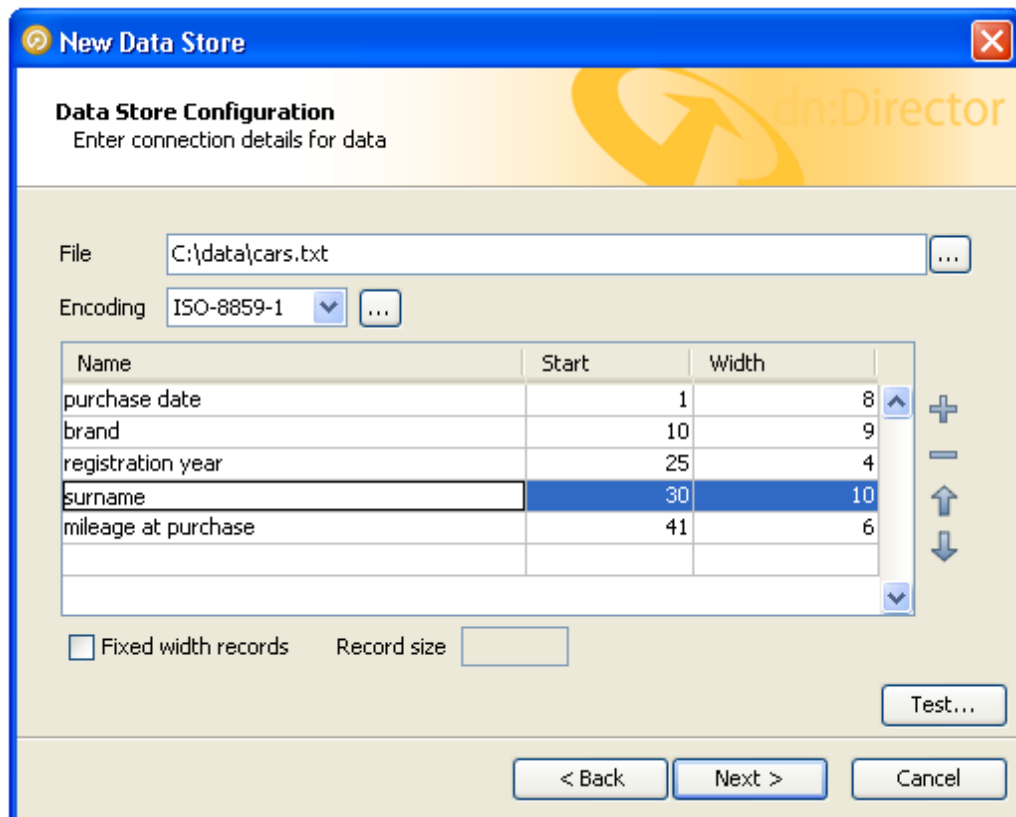 New Data Store
Data Store Configuration
Enter connection details for data
dn:Director
File C:\data\cars.txt ...
Encoding ISO-8859-1 ...
Name Start Width
purchase date 1 8
brand 10 9
registration year 25 4
surname 30 10
mileage at purchase 41 6
Fixed width records Record size
Test...
< Back Next > Cancel